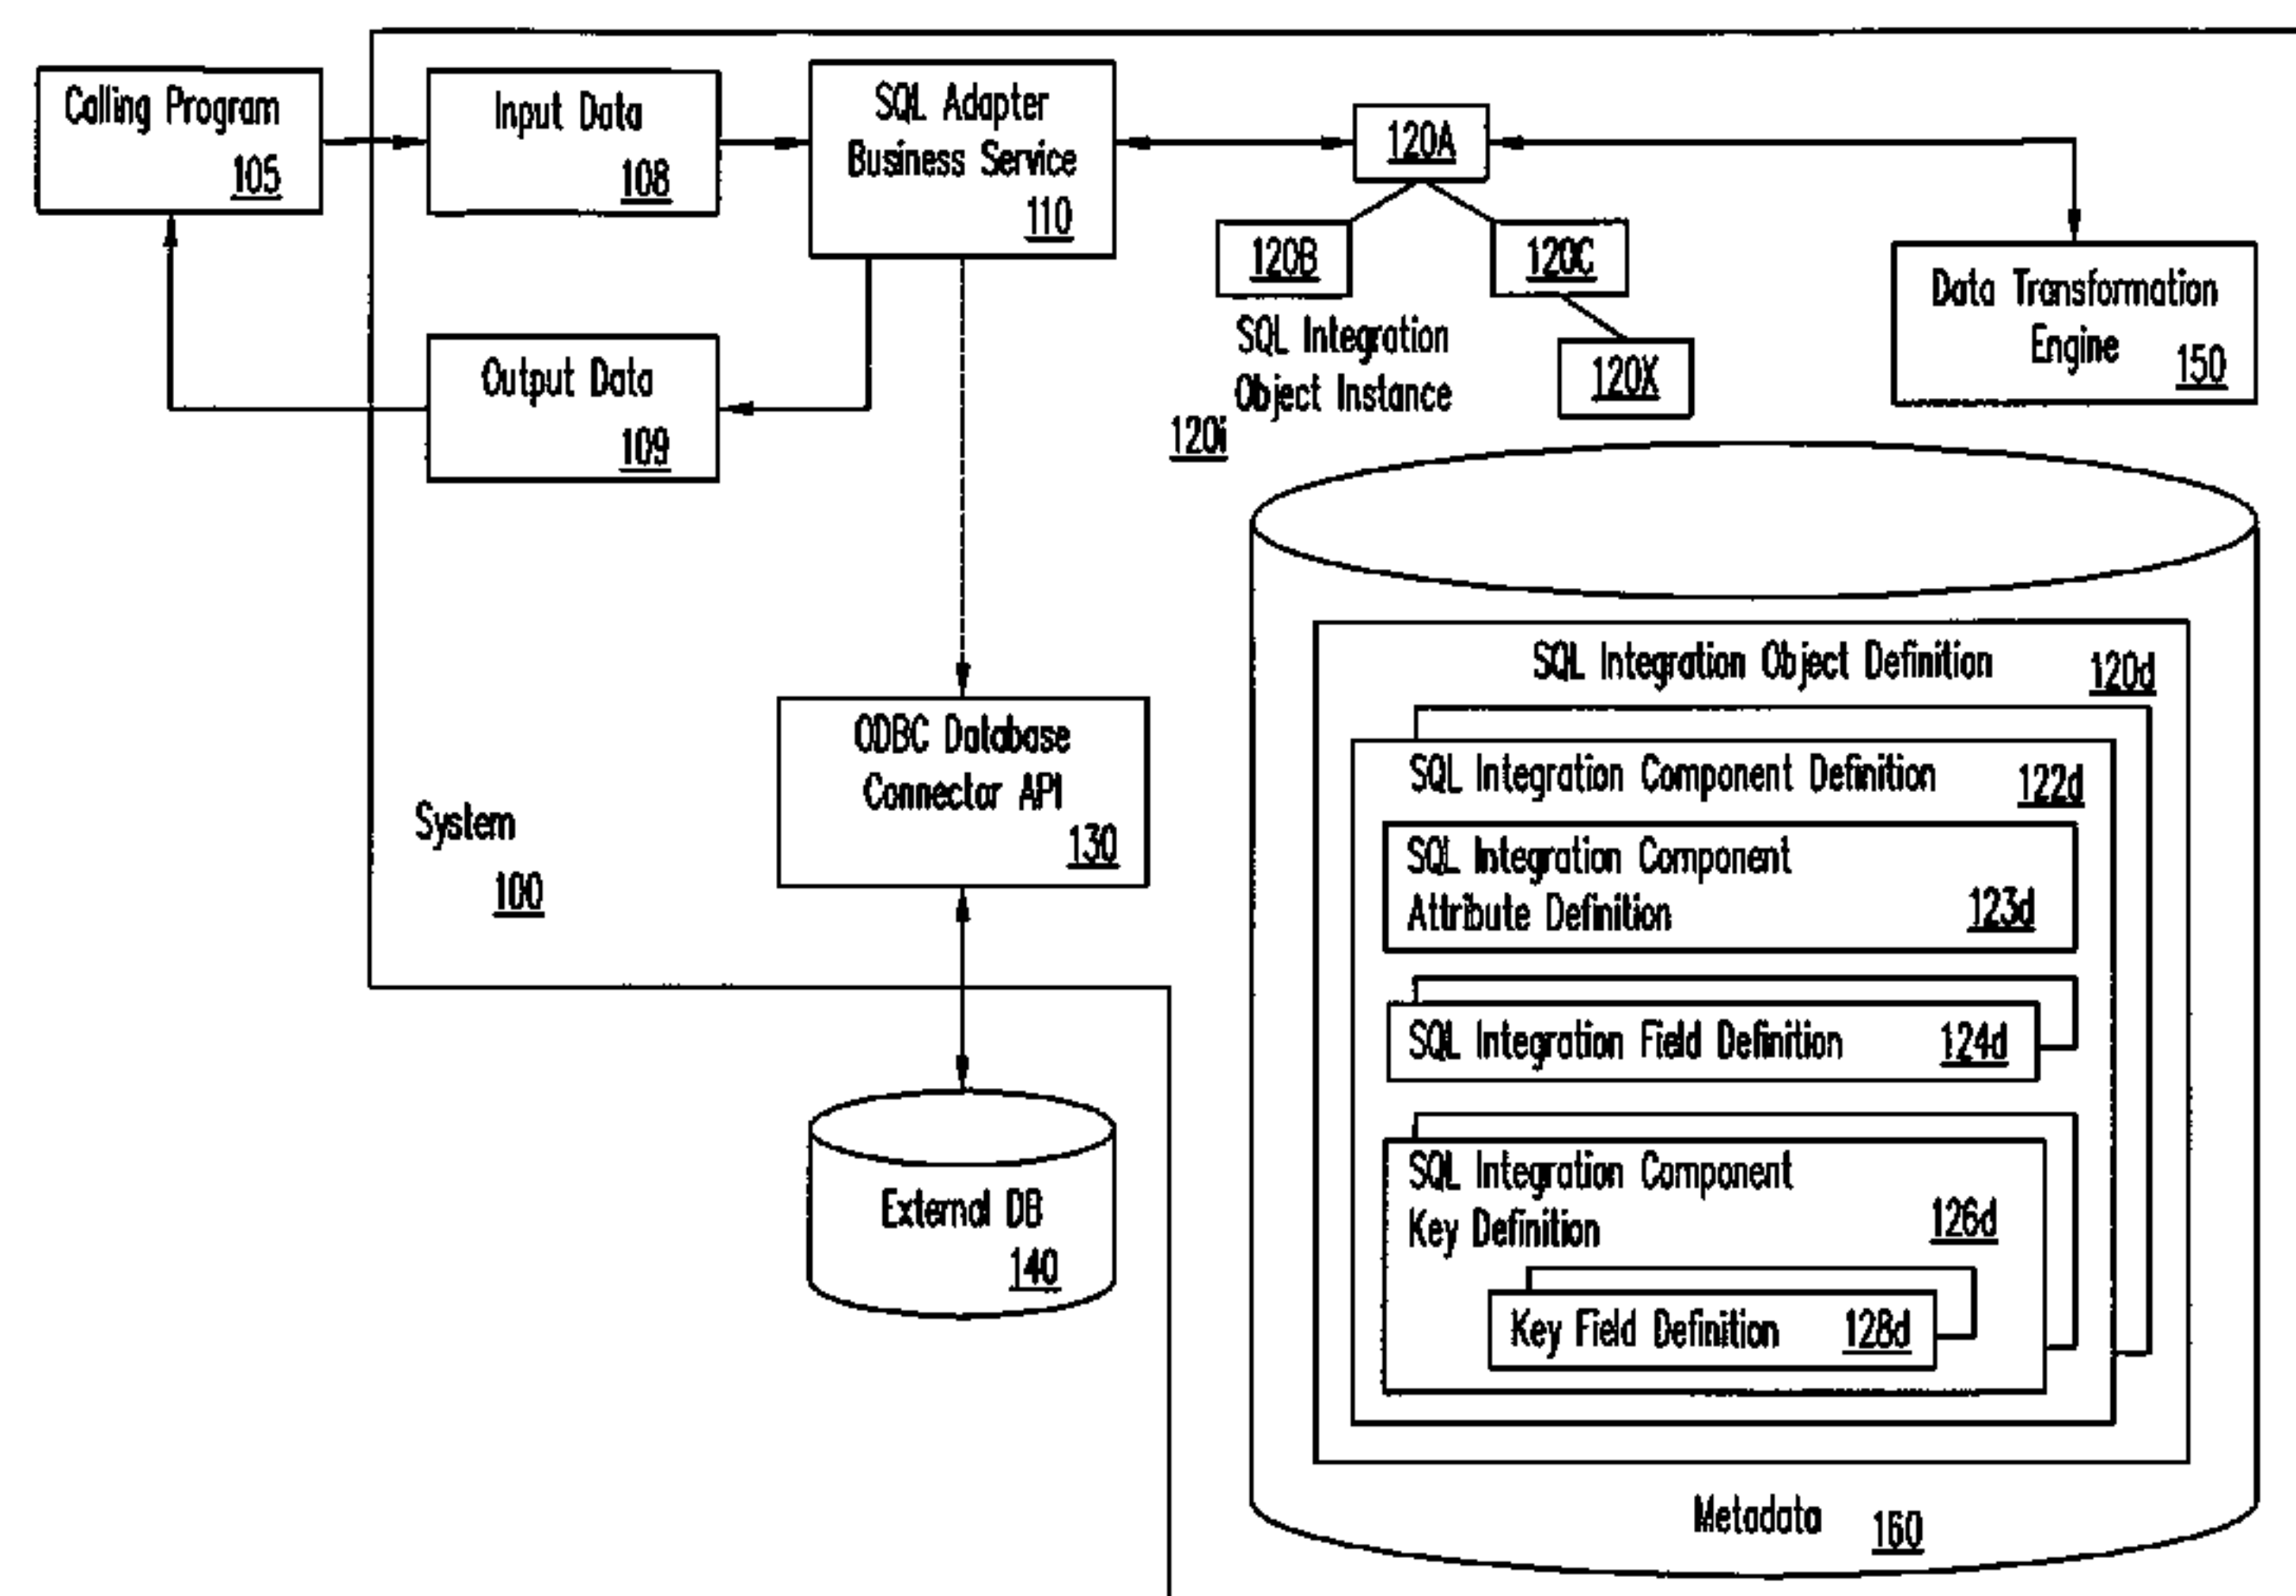 Calling Program
105
Input Data
108
SQL Adapter
Business Service
110
120A
120B
120C
120X
SQL Integration
Object Instance
120i
Data Transformation
Engine
150
Output Data
109
System
100
ODBC Database
Connector API
130
External DB
140
SQL Integration Object Definition
120d
SQL Integration Component Definition
122d
SQL Integration Component
Attribute Definition
123d
SQL Integration Field Definition
124d
SQL Integration Component
Key Definition
126d
Key Field Definition
128d
Metadata
160